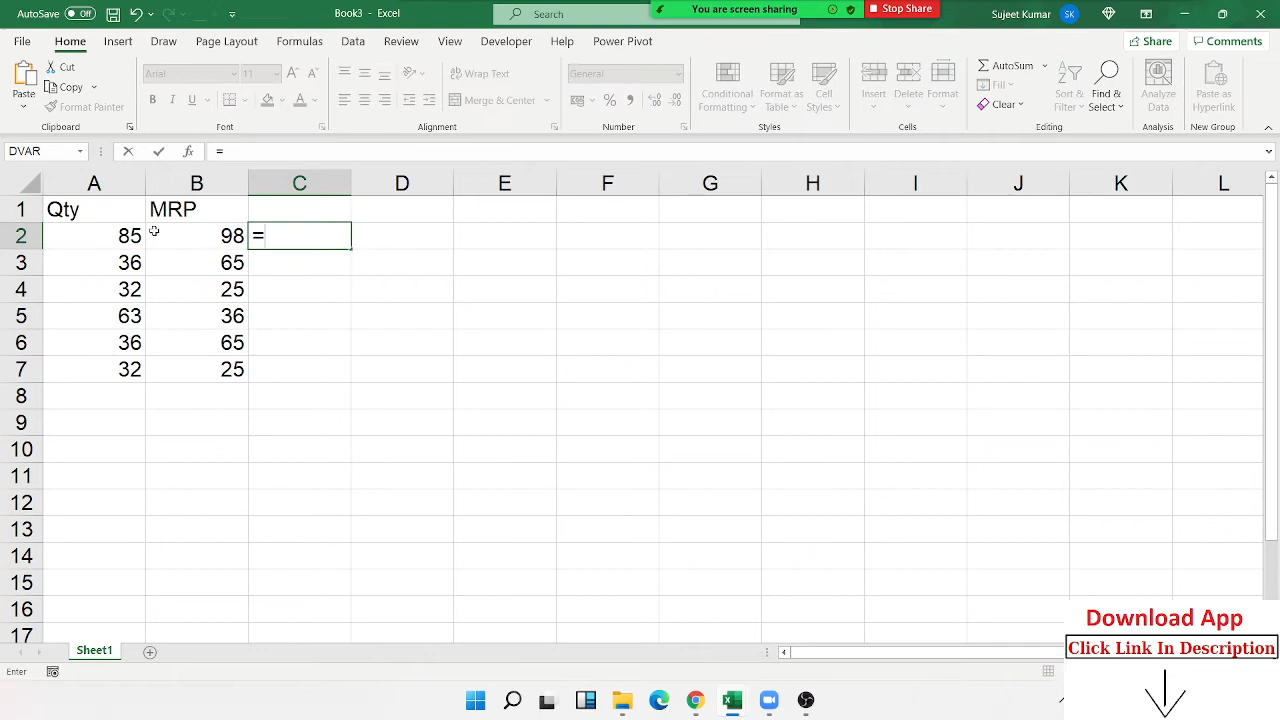 AutoSave Off Book3 - Excel Search You are screen sharing Stop Share Sujeet Kumar SK
File Home Insert Draw Page Layout Formulas Data Review View Developer Help Power Pivot Share Comments
Paste Cut Copy Format Painter
Clipboard
Arial 11
B I U
Font
Wrap Text
Merge & Center
Alignment
General
Number
Conditional Formatting Format as Table Cell Styles
Styles
Insert Delete Format
Cells
AutoSum
Fill
Clear
Sort & Filter Find & Select
Editing
Analyze Data
Analysis
Paste as Hyperlink
New Group
DVAR fx =
A B C D E F G H I J K L
1 Qty MRP
2 85 98 =
3 36 65
4 32 25
5 63 36
6 36 65
7 32 25
8
9
10
11
12
13
14
15
16
17
Download App
Click Link In Description
Sheet1
Enter